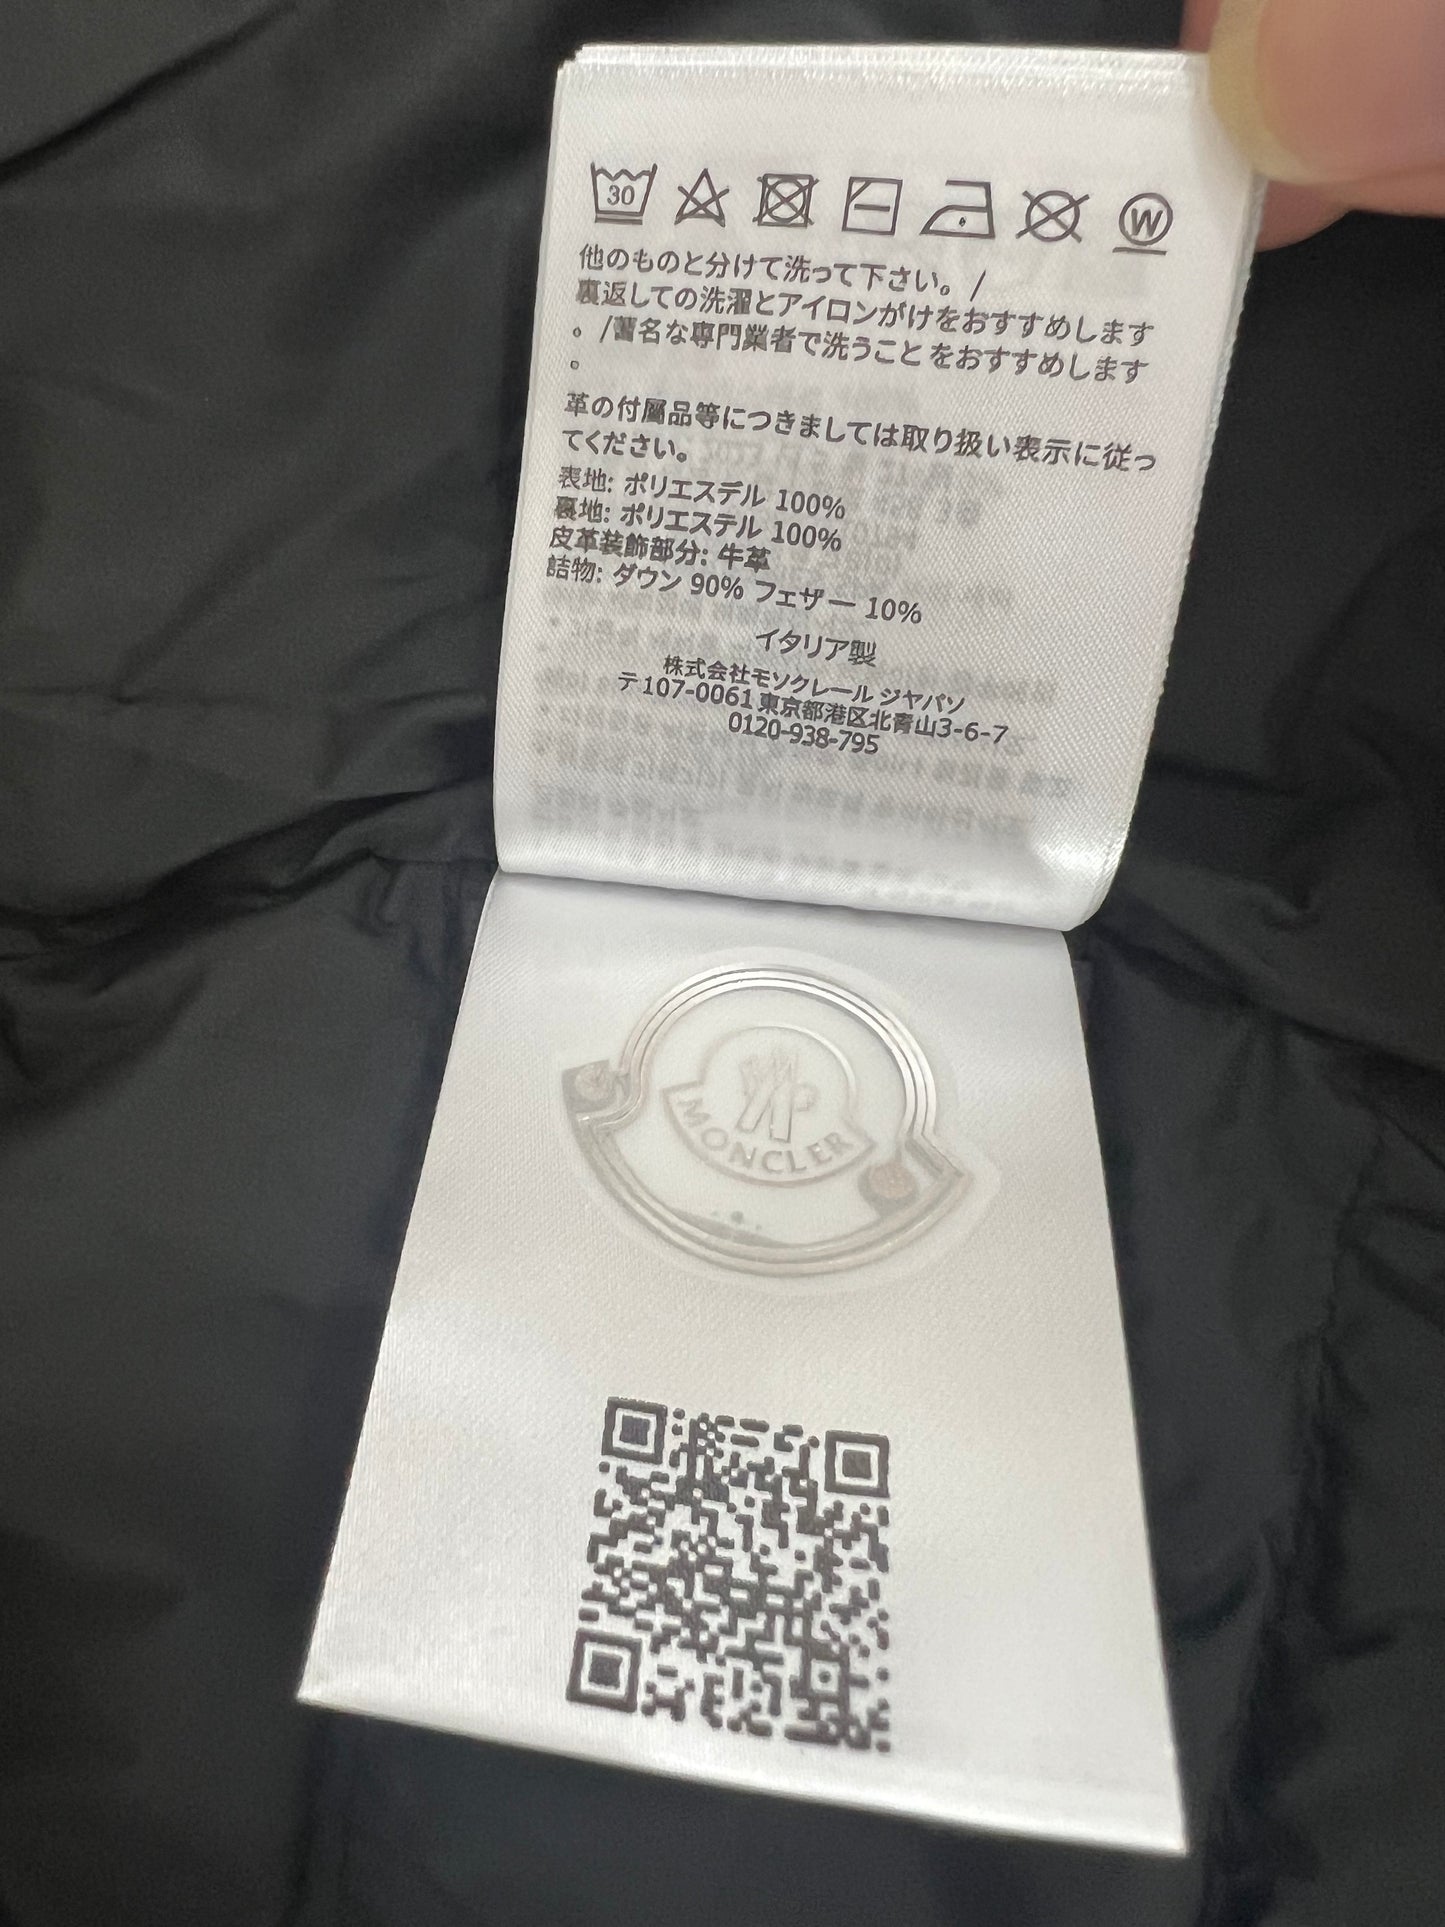 30
W
他のものと分けて洗って下さい。/
裏返しての洗濯とアイロンがけをおすすめします
。/著名な専門業者で洗うことをおすすめします
。
革の付属品等につきましては取り扱い表示に従っ
てください。
表地: ポリエスデル 100%
裏地: ポリエステル 100%
皮革装飾部分: 牛革
詰物: ダウン 90% フェザー 10%
イタリア製
株式会社モソクレール ジヤパソ
〒107-0061 東京都港区北青山3-6-7
0120-938-795
MONCLER